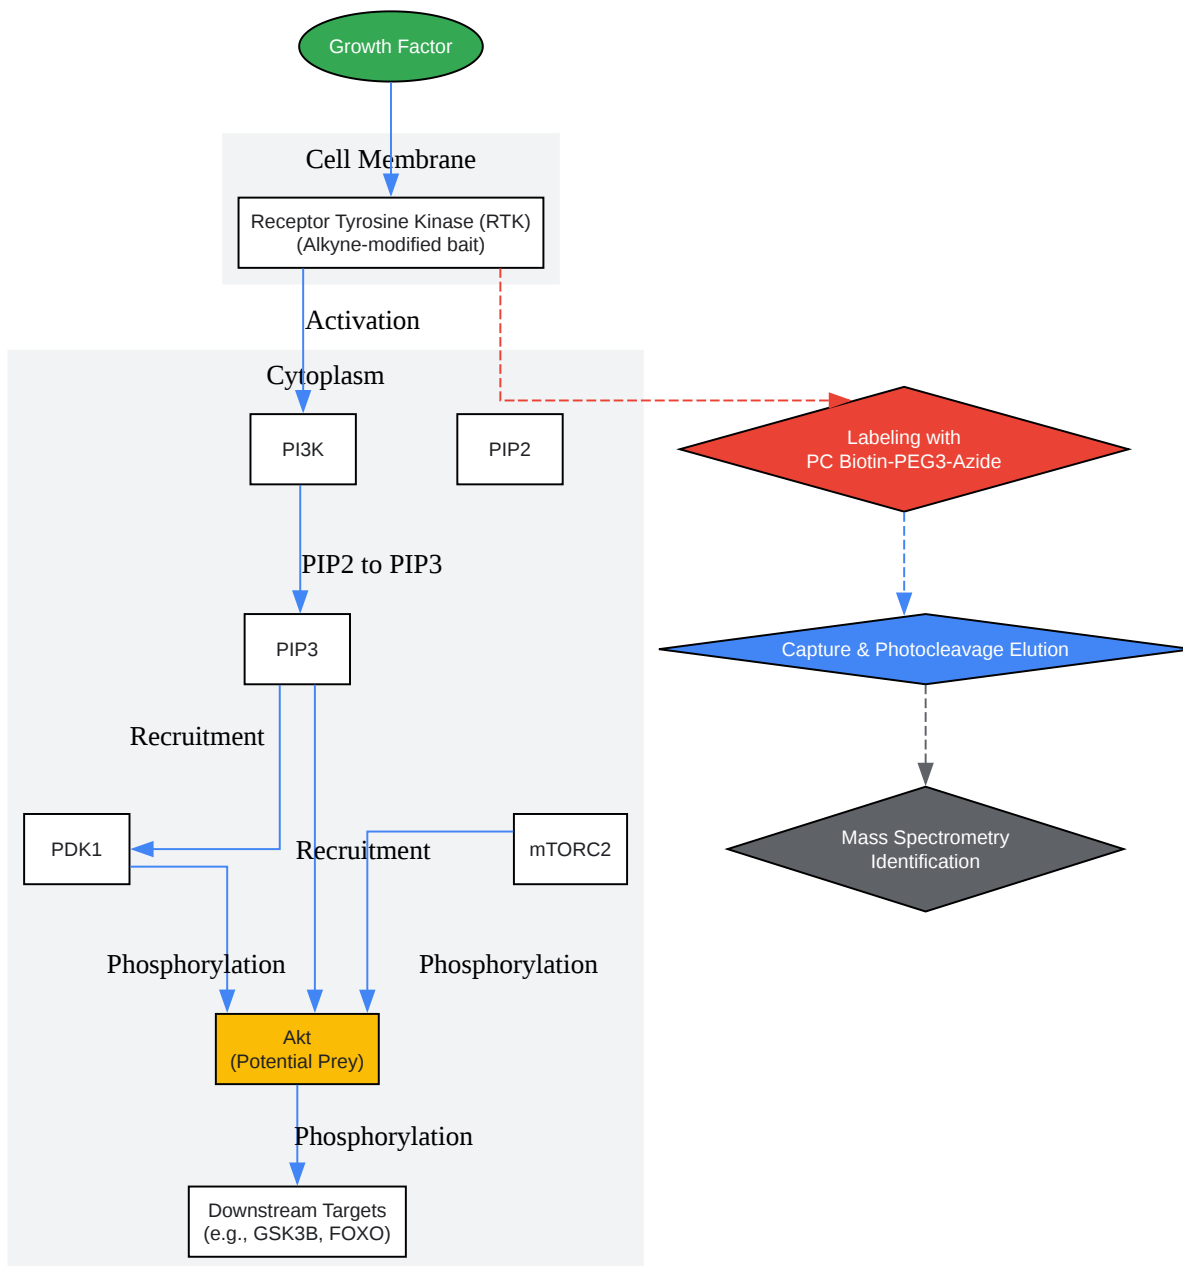 Growth Factor
Cell Membrane
Receptor Tyrosine Kinase (RTK)
(Alkyne-modified bait)
Activation
Cytoplasm
PI3K
PIP2
Labeling with
PC Biotin-PEG3-Azide
PIP2 to PIP3
PIP3
Capture & Photocleavage Elution
Recruitment
PDK1
Recruitment
mTORC2
Mass Spectrometry
Identification
Phosphorylation
Phosphorylation
Akt
(Potential Prey)
Phosphorylation
Downstream Targets
(e.g., GSK3B, FOXO)